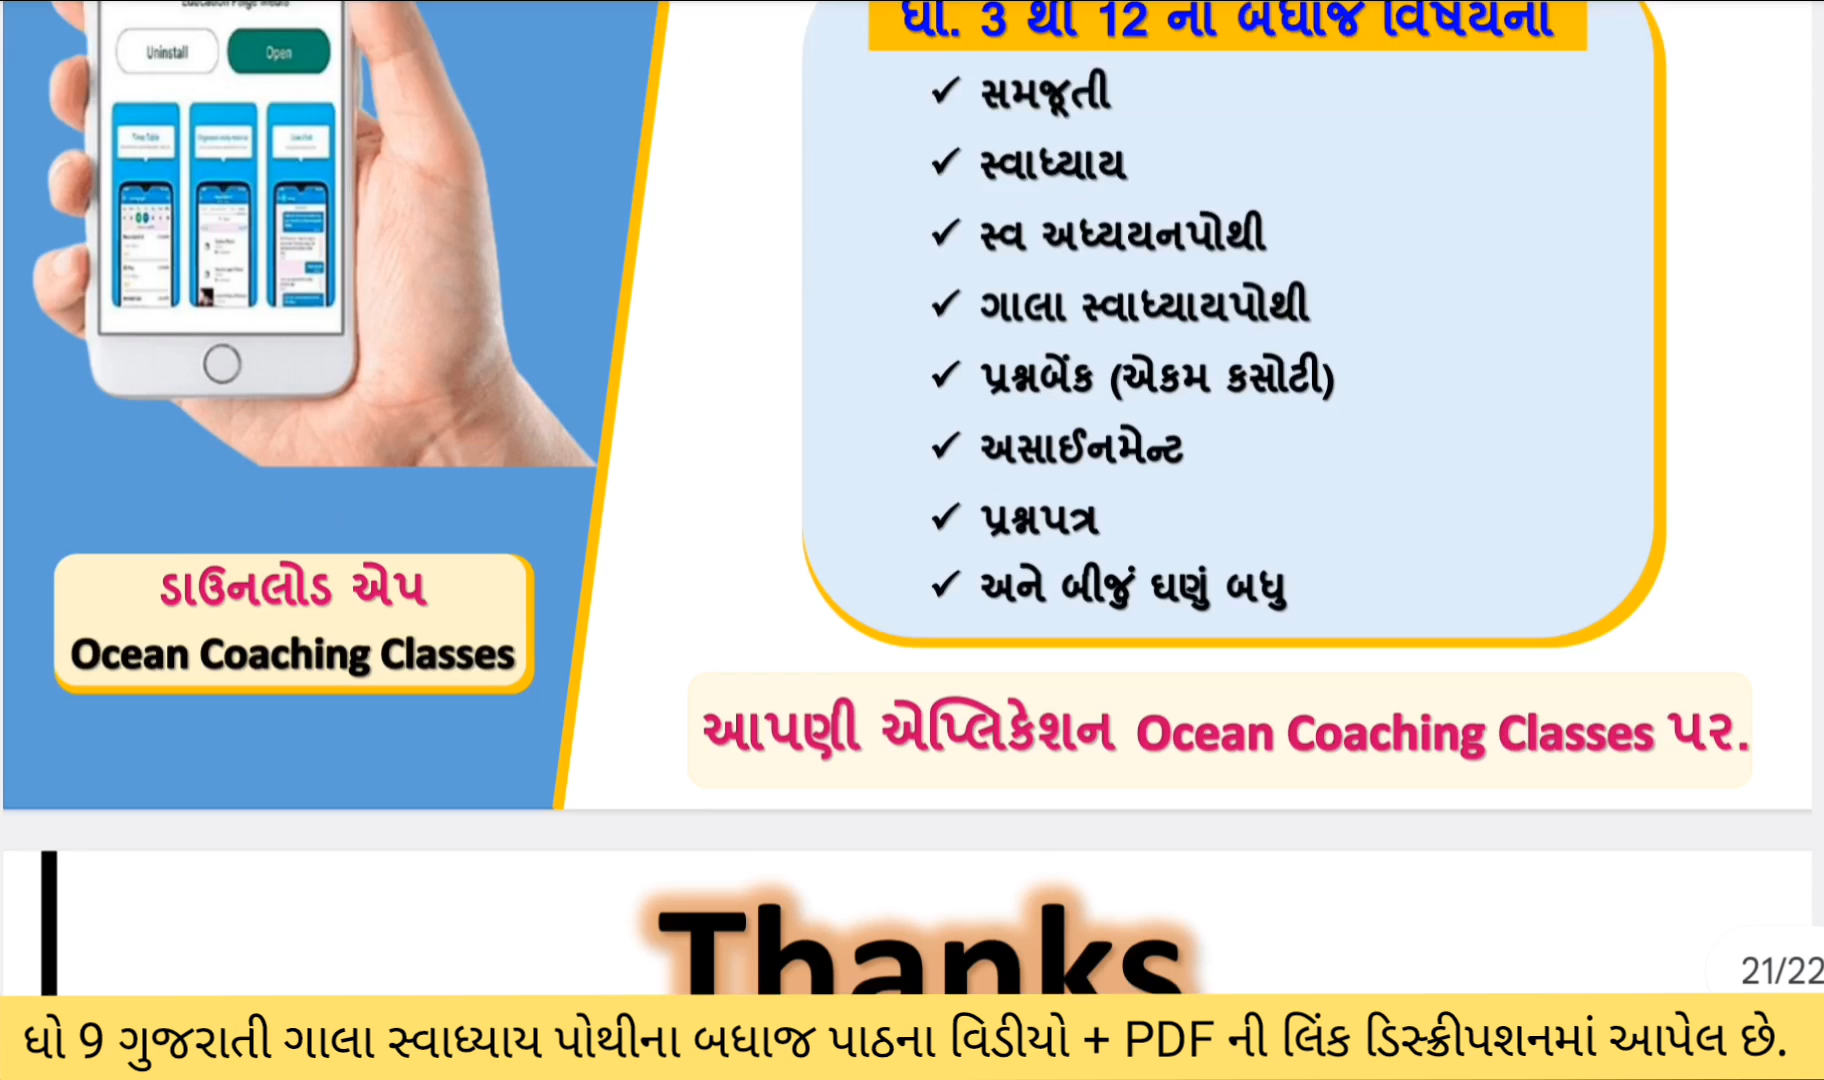 Uninstall
Open
Time Table
ધો. 3 થી 12 ના બધાજ વિષયના
✓ સમજૂતી
✓ સ્વાધ્યાય
✓ સ્વ અધ્યયનપોથી
✓ ગાલા સ્વાધ્યાયપોથી
✓ પ્રશ્નબેંક (એકમ કસોટી)
✓ અસાઈનમેન્ટ
✓ પ્રશ્નપત્ર
✓ અને બીજું ઘણું બધુ
ડાઉનલોડ એપ
Ocean Coaching Classes
આપણી એપ્લિકેશન Ocean Coaching Classes પર.
Thanks
21/22
ધો 9 ગુજરાતી ગાલા સ્વાધ્યાય પોથીના બધાજ પાઠના વિડીયો + PDF ની લિંક ડિસ્ક્રીપશનમાં આપેલ છે.